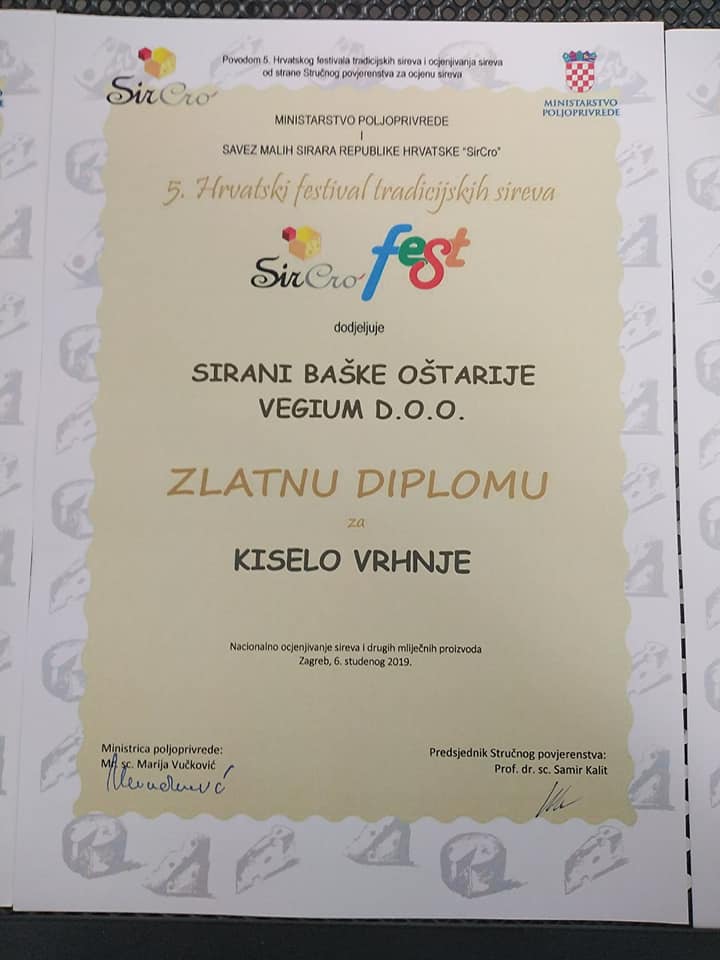 SirCro
Povodom 5. Hrvatskog festivala tradicijskih sireva i ocjenjivanja sireva
od strane Stručnog povjerenstva za ocjenu sireva
MINISTARSTVO
POLJOPRIVREDE
MINISTARSTVO POLJOPRIVREDE
I
SAVEZ MALIH SIRARA REPUBLIKE HRVATSKE "SirCro"
5. Hrvatski festival tradicijskih sireva
SirCro fest
dodjeljuje
SIRANI BAŠKE OŠTARIJE
VEGIUM D.O.O.
ZLATNU DIPLOMU
za
KISELO VRHNJE
Nacionalno ocjenjivanje sireva i drugih mliječnih proizvoda
Zagreb, 6. studenog 2019.
Ministrica poljoprivrede:
Mr. sc. Marija Vučković
Predsjednik Stručnog povjerenstva:
Prof. dr. sc. Samir Kalit